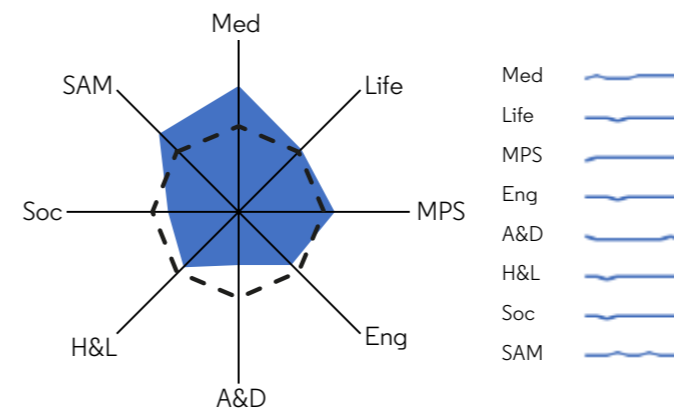 Med
SAM
Life
Soc
MPS
H&L
Eng
A&D
Med
Life
MPS
Eng
A&D
H&L
Soc
SAM